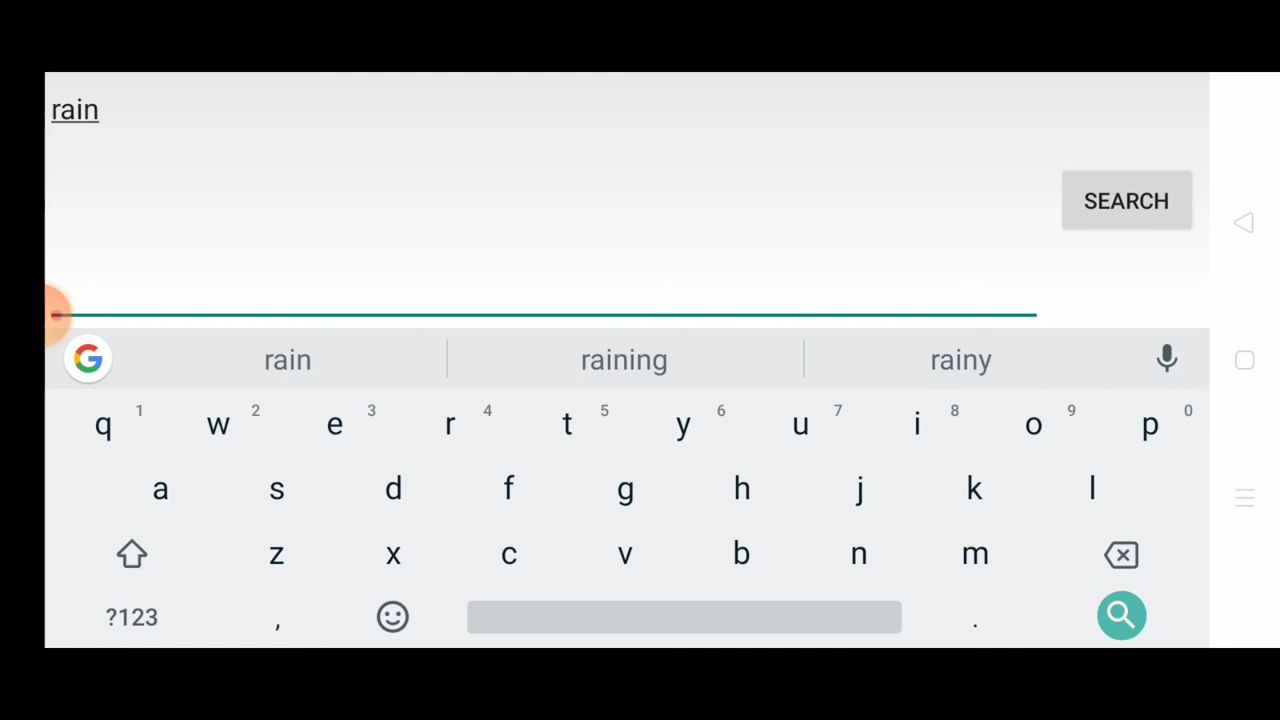 rain
SEARCH
rain raining rainy
q 1 w 2 e 3 r 4 t 5 y 6 u 7 i 8 o 9 p 0
a s d f g h j k l
z x c v b n m
?123 , .